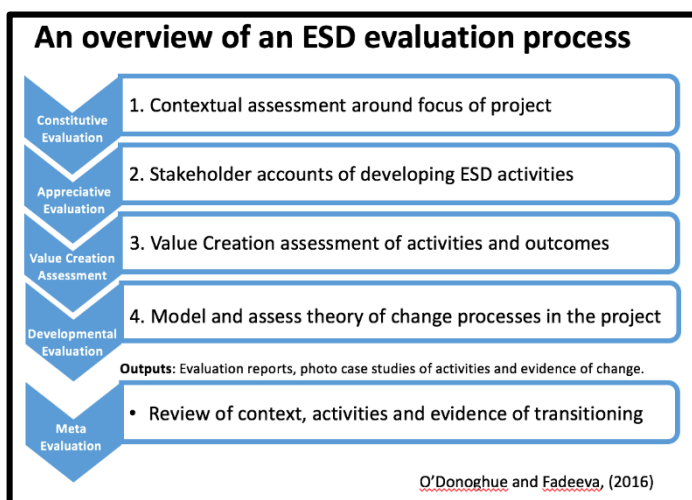 An overview of an ESD evaluation process
Constitutive
Evaluation
1. Contextual assessment around focus of project
Appreciative
Evaluation
2. Stakeholder accounts of developing ESD activities
Value Creation
Assessment
3. Value Creation assessment of activities and outcomes
Developmental
Evaluation
4. Model and assess theory of change processes in the project
Outputs: Evaluation reports, photo case studies of activities and evidence of change.
Meta
Evaluation
• Review of context, activities and evidence of transitioning
O'Donoghue and Fadeeva, (2016)